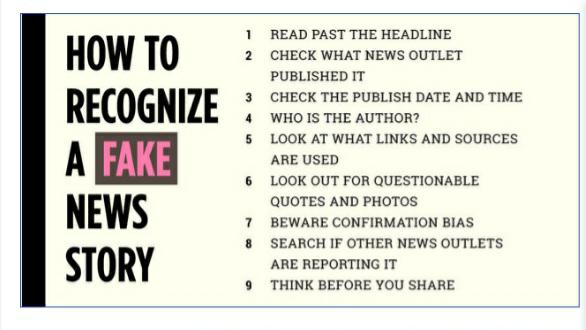 HOW TO
RECOGNIZE
A FAKE
NEWS
STORY
1 READ PAST THE HEADLINE
2 CHECK WHAT NEWS OUTLET
PUBLISHED IT
3 CHECK THE PUBLISH DATE AND TIME
4 WHO IS THE AUTHOR?
5 LOOK AT WHAT LINKS AND SOURCES
ARE USED
6 LOOK OUT FOR QUESTIONABLE
QUOTES AND PHOTOS
7 BEWARE CONFIRMATION BIAS
8 SEARCH IF OTHER NEWS OUTLETS
ARE REPORTING IT
9 THINK BEFORE YOU SHARE